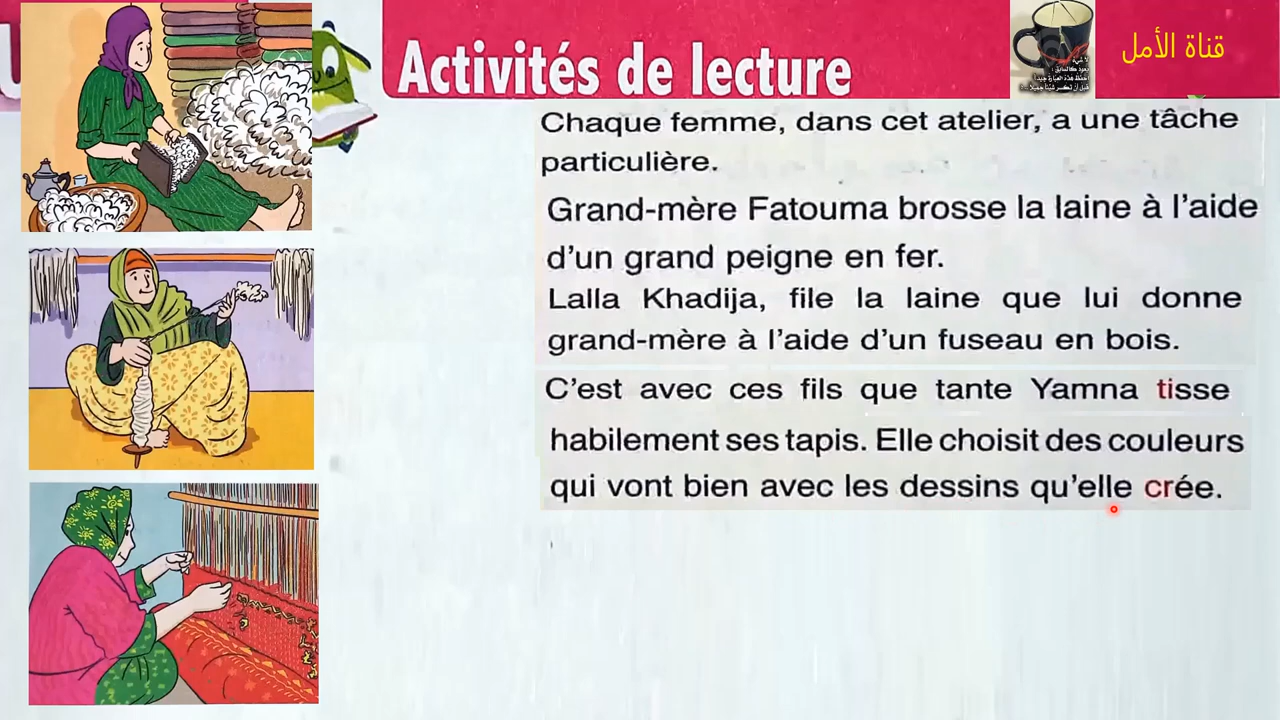 Activités de lecture
قناة الأمل
Chaque femme, dans cet atelier, a une tâche
particulière.
Grand-mère Fatouma brosse la laine à l'aide
d'un grand peigne en fer.
Lalla Khadija, file la laine que lui donne
grand-mère à l'aide d'un fuseau en bois.
C'est avec ces fils que tante Yamna tisse
habilement ses tapis. Elle choisit des couleurs
qui vont bien avec les dessins qu'elle crée.